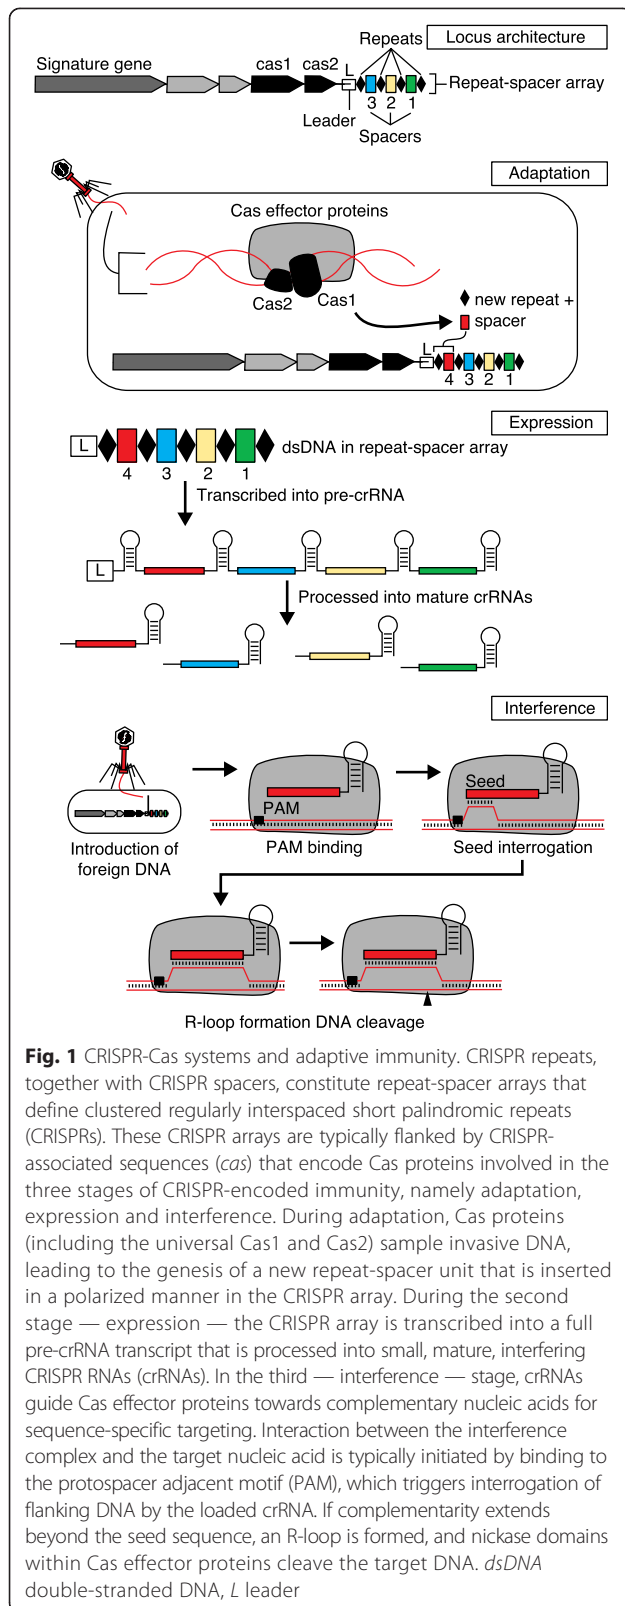 Locus architecture
Repeats
Signature gene
cas1
cas2
L
Repeat-spacer array
3 2 1
Leader
Spacers
Adaptation
Cas effector proteins
Cas2
Cas1
new repeat +
spacer
L
4 3 2 1
Expression
L
dsDNA in repeat-spacer array
4 3 2 1
Transcribed into pre-crRNA
L
Processed into mature crRNAs
Interference
Seed
PAM
Introduction of
foreign DNA
PAM binding
Seed interrogation
R-loop formation DNA cleavage
Fig. 1 CRISPR-Cas systems and adaptive immunity. CRISPR repeats,
together with CRISPR spacers, constitute repeat-spacer arrays that
define clustered regularly interspaced short palindromic repeats
(CRISPRs). These CRISPR arrays are typically flanked by CRISPR-
associated sequences (cas) that encode Cas proteins involved in the
three stages of CRISPR-encoded immunity, namely adaptation,
expression and interference. During adaptation, Cas proteins
(including the universal Cas1 and Cas2) sample invasive DNA,
leading to the genesis of a new repeat-spacer unit that is inserted
in a polarized manner in the CRISPR array. During the second
stage — expression — the CRISPR array is transcribed into a full
pre-crRNA transcript that is processed into small, mature, interfering
CRISPR RNAs (crRNAs). In the third — interference — stage, crRNAs
guide Cas effector proteins towards complementary nucleic acids for
sequence-specific targeting. Interaction between the interference
complex and the target nucleic acid is typically initiated by binding to
the protospacer adjacent motif (PAM), which triggers interrogation of
flanking DNA by the loaded crRNA. If complementarity extends
beyond the seed sequence, an R-loop is formed, and nickase domains
within Cas effector proteins cleave the target DNA. dsDNA
double-stranded DNA, L leader